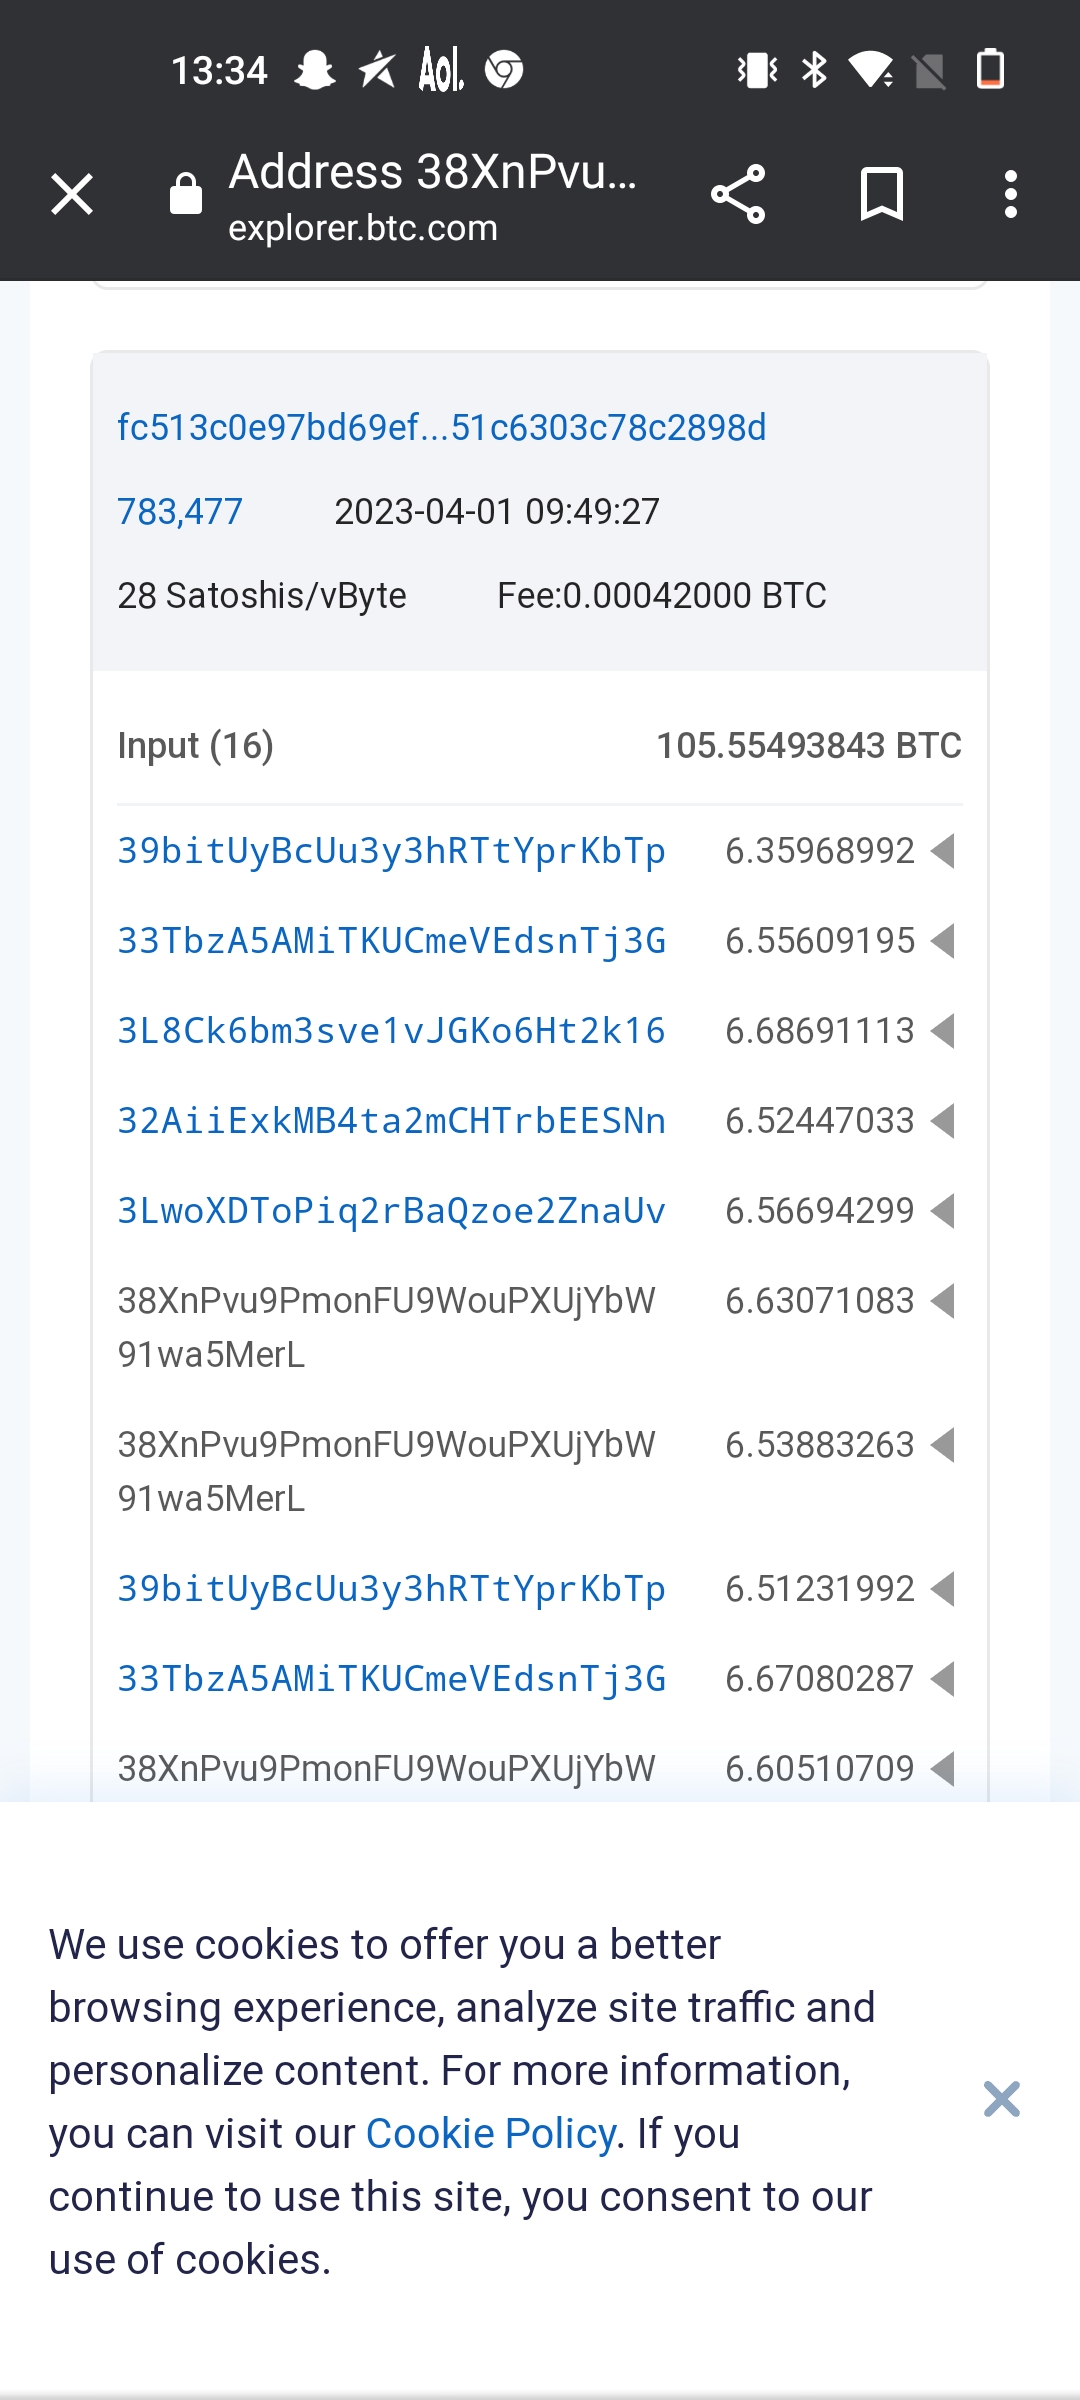 13:34 Aol.
Address 38XnPvu...
explorer.btc.com
fc513c0e97bd69ef...51c6303c78c2898d
783,477 2023-04-01 09:49:27
28 Satoshis/vByte Fee:0.00042000 BTC
Input (16) 105.55493843 BTC
39bitUyBcUu3y3hRTtYprKbTp 6.35968992
33TbzA5AMiTKUCmeVEdsnTj3G 6.55609195
3L8Ck6bm3sve1vJGKo6Ht2k16 6.68691113
32AiiExkMB4ta2mCHTrbEESNn 6.52447033
3LwoXDToPiq2rBaQzoe2ZnaUv 6.56694299
38XnPvu9PmonFU9WouPXUjYbW 6.63071083
91wa5MerL
38XnPvu9PmonFU9WouPXUjYbW 6.53883263
91wa5MerL
39bitUyBcUu3y3hRTtYprKbTp 6.51231992
33TbzA5AMiTKUCmeVEdsnTj3G 6.67080287
38XnPvu9PmonFU9WouPXUjYbW 6.60510709
We use cookies to offer you a better
browsing experience, analyze site traffic and
personalize content. For more information,
you can visit our Cookie Policy. If you
continue to use this site, you consent to our
use of cookies.